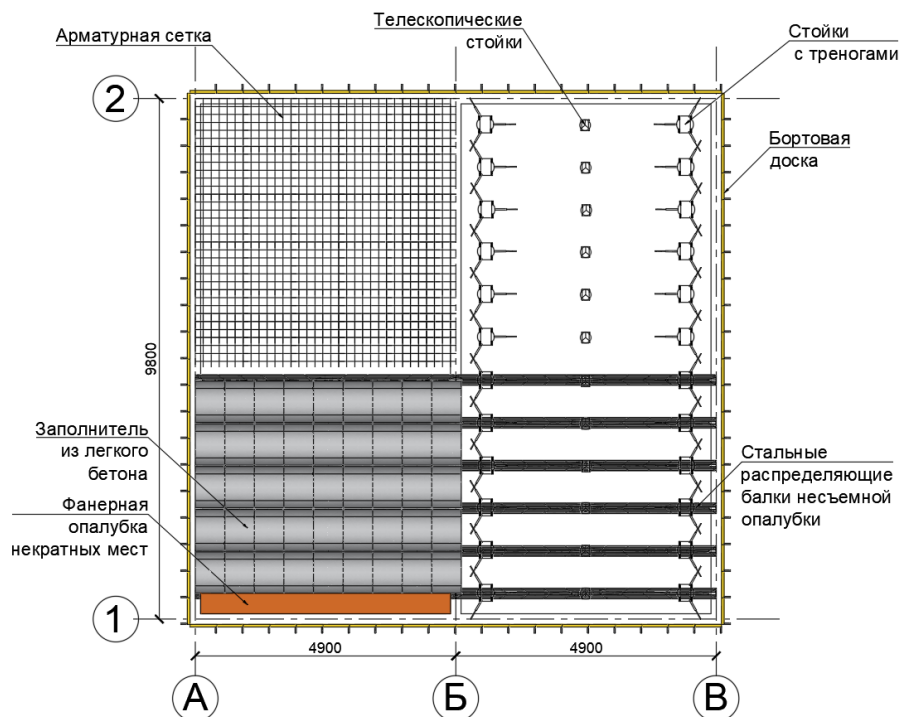 Арматурная сетка
Телескопические
стойки
Стойки
с треногами
2
Бортовая
доска
9800
Заполнитель
из легкого
бетона
Фанерная
опалубка
некратных мест
Стальные
распределяющие
балки несъемной
опалубки
1
4900
4900
А
Б
В